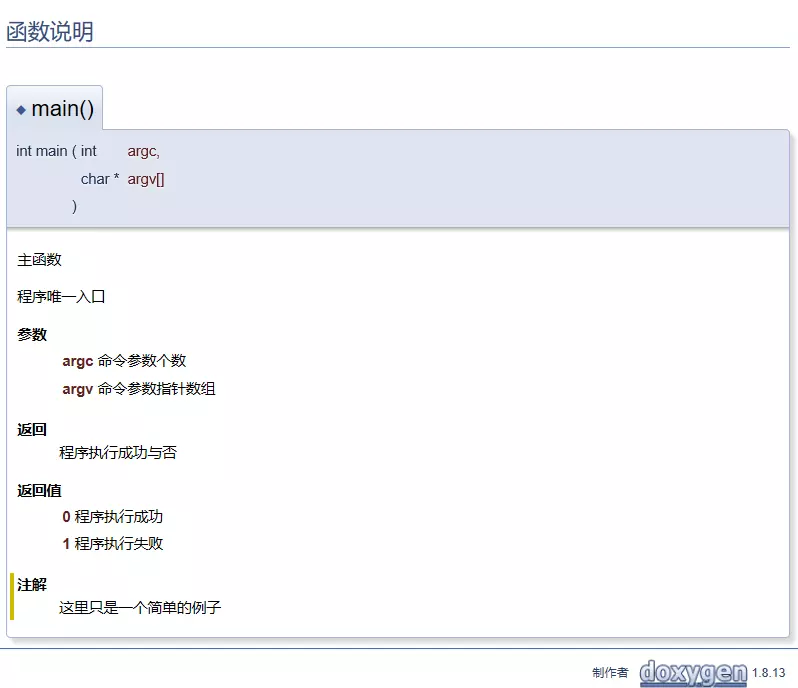 函数说明
◆ main()
int main ( int argc,
char * argv[]
)
主函数
程序唯一入口
参数
argc 命令参数个数
argv 命令参数指针数组
返回
程序执行成功与否
返回值
0 程序执行成功
1 程序执行失败
注解
这里只是一个简单的例子
制作者 doxygen 1.8.13